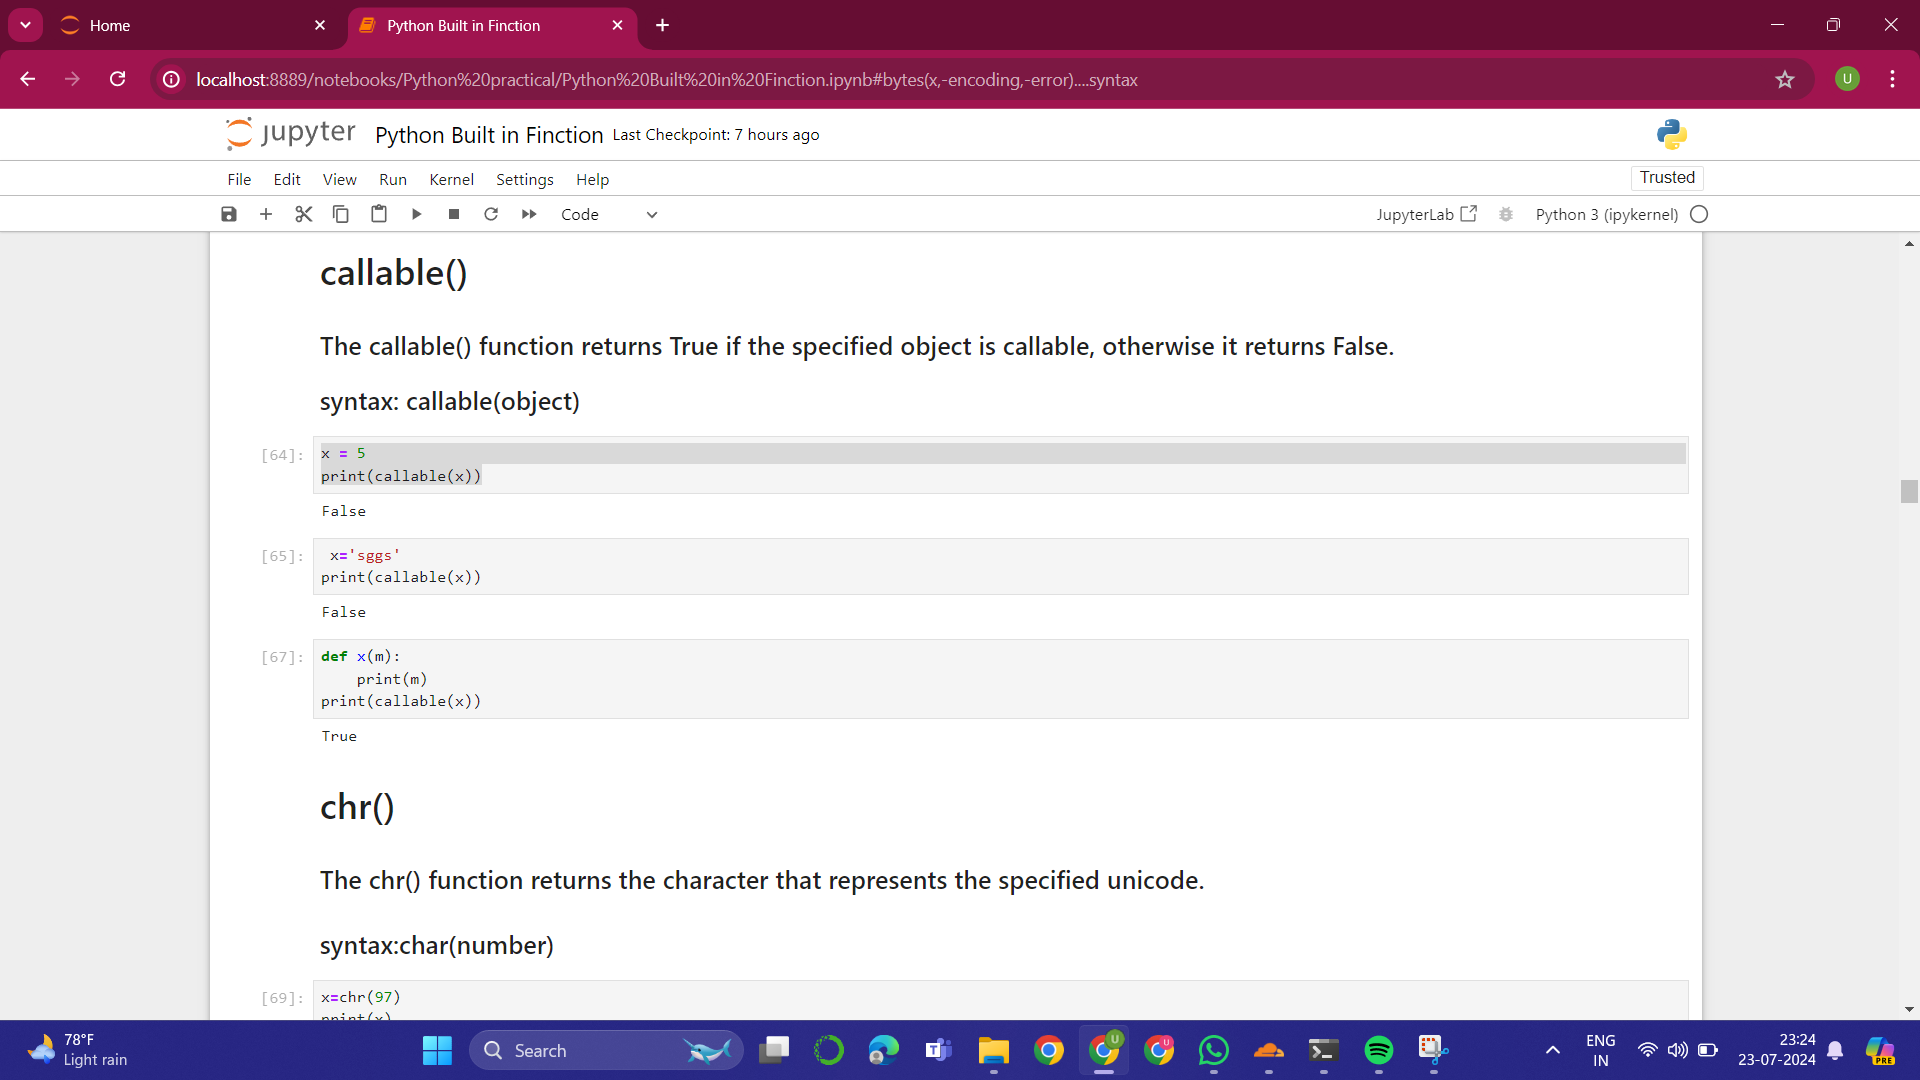 Home
Python Built in Finction
localhost:8889/notebooks/Python%20practical/Python%20Built%20in%20Finction.ipynb#bytes(x,-encoding,-error)....syntax
U
jupyter Python Built in Finction Last Checkpoint: 7 hours ago
File Edit View Run Kernel Settings Help
Trusted
Code
JupyterLab Python 3 (ipykernel)
callable()
The callable() function returns True if the specified object is callable, otherwise it returns False.
syntax: callable(object)
[64]: x = 5
print(callable(x))
False
[65]: x='sggs'
print(callable(x))
False
[67]: def x(m):
print(m)
print(callable(x))
True
chr()
The chr() function returns the character that represents the specified unicode.
syntax:char(number)
[69]: x=chr(97)
print(x)
78°F
Light rain
Search
U
U
ENG
IN
23:24
23-07-2024
PRE